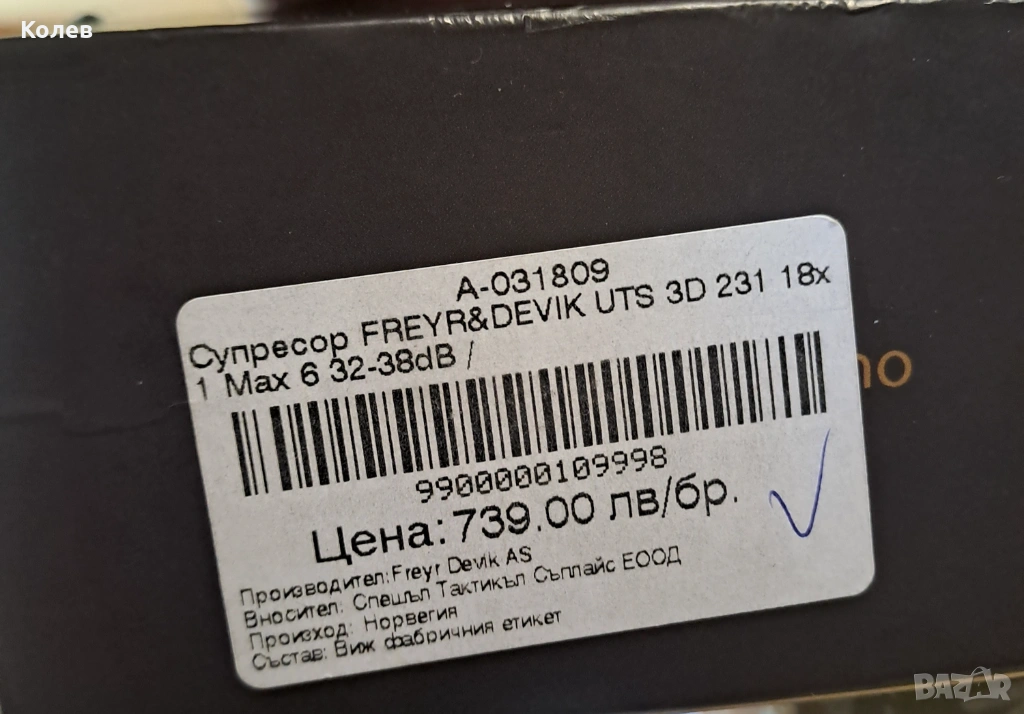 Колев
A-031809
Супресор FREYR&DEVIK UTS 3D 231 18x
1 Max 6 32-38dB /
no
9900000109998
Цена: 739.00 лв/бр.
Производител: Freyr Devik AS
Вносител: Спешъл Тактикъл Съплайс ЕООД
Произход: Норвегия
Състав: Виж фабричния етикет
BAZAR